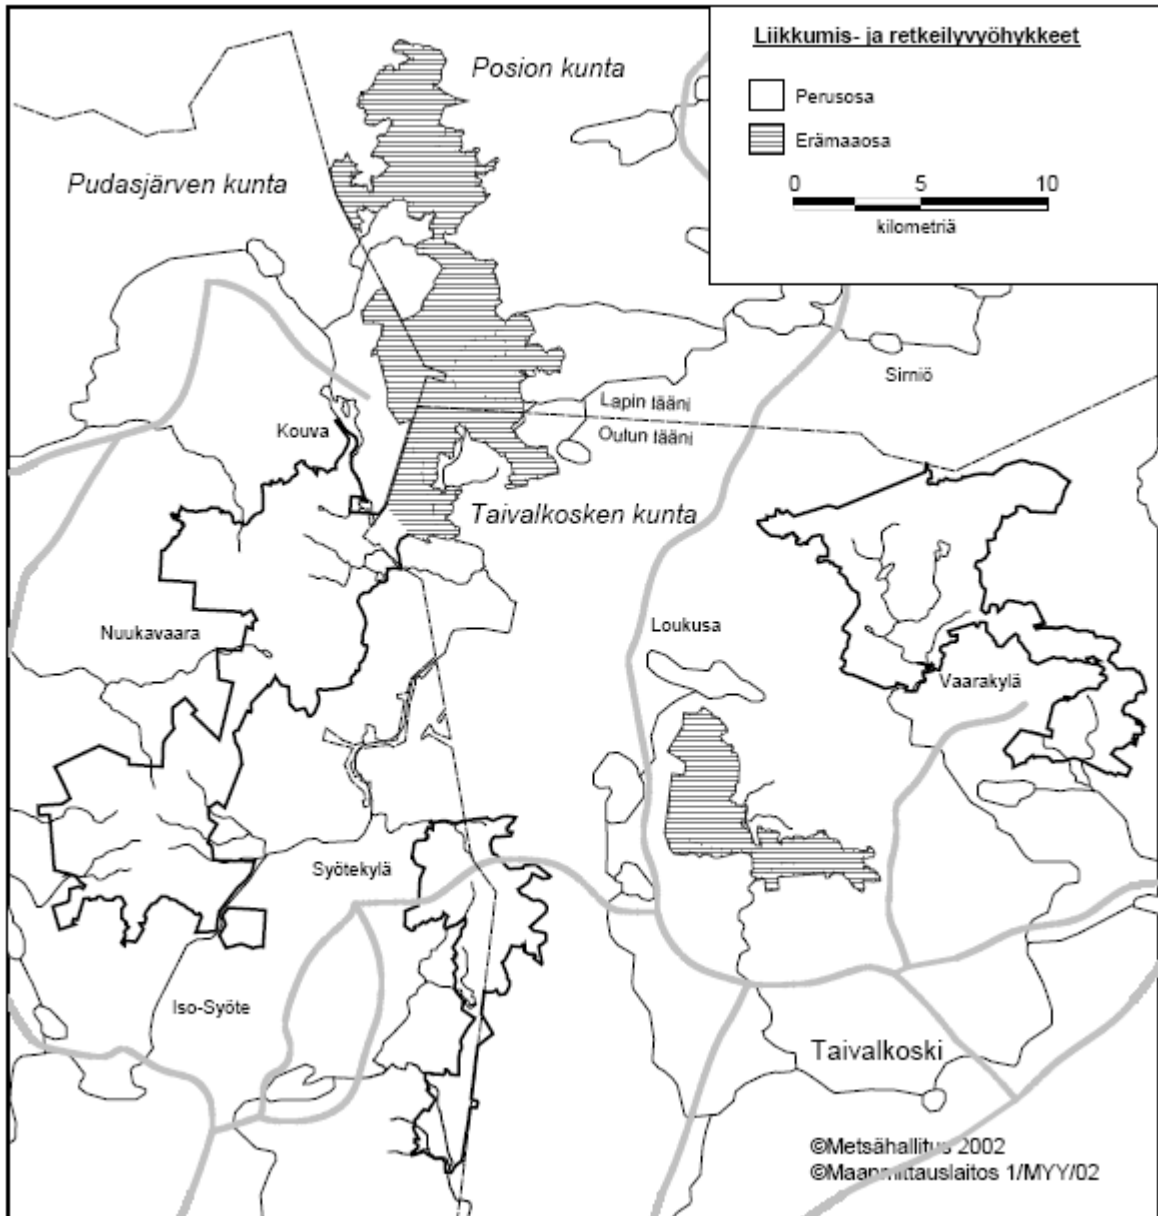 Liikkumis- ja retkeilyvyöhykkeet
Perusosa
Erämaaosa
0 5 10
kilometriä
Posion kunta
Pudasjärven kunta
Sirniö
Lapin lääni
Oulun lääni
Kouva
Taivalkosken kunta
Nuukavaara
Loukusa
Vaarakylä
Syötekylä
Iso-Syöte
Taivalkoski
©Metsähallitus 2002
©Maanmittauslaitos 1/MYY/02